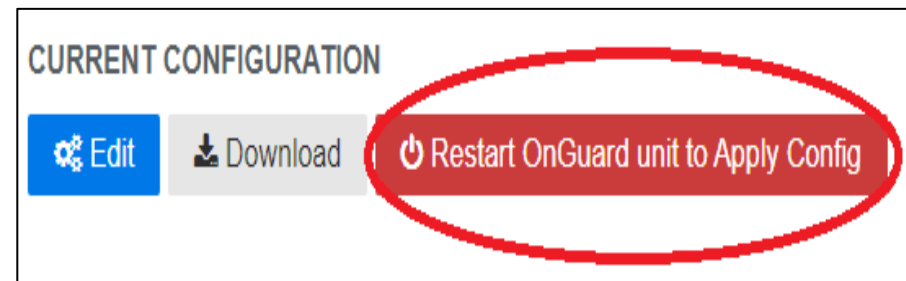 CURRENT CONFIGURATION
Edit Download Restart OnGuard unit to Apply Config